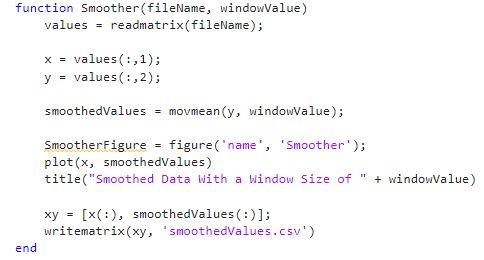 function Smoother(fileName, windowValue)
values = readmatrix(fileName);
x = values(:,1);
y = values(:,2);
smoothedValues = movmean(y, windowValue);
SmootherFigure = figure('name', 'Smoother');
plot(x, smoothedValues)
title("Smoothed Data With a Window Size of " + windowValue)
xy = [x(:), smoothedValues(:)];
writematrix(xy, 'smoothedValues.csv')
end